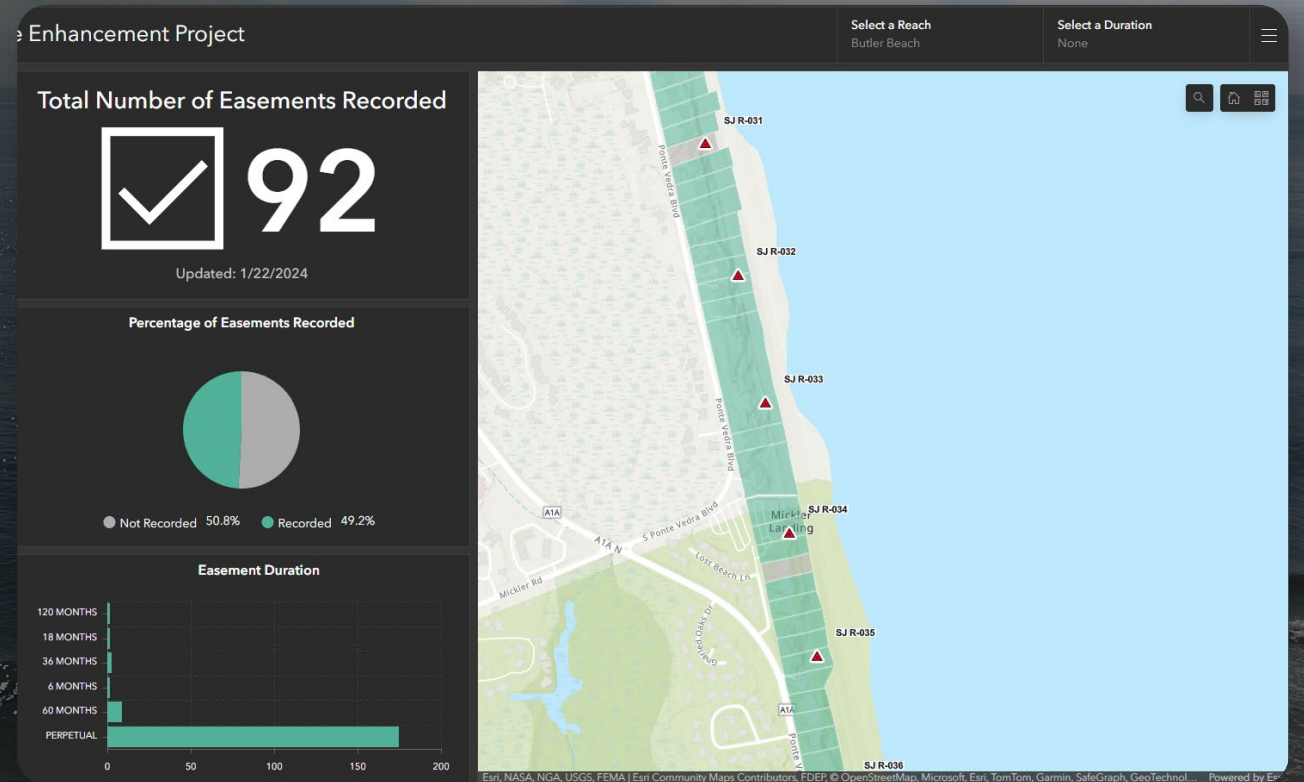 e Enhancement Project
Select a Reach
Butler Beach
Select a Duration
None
Total Number of Easements Recorded
92
Updated: 1/22/2024
Percentage of Easements Recorded
Not Recorded 50.8% Recorded 49.2%
Easement Duration
120 MONTHS
18 MONTHS
36 MONTHS
6 MONTHS
60 MONTHS
PERPETUAL
0 50 100 150 200
SJ R-031
Ponte Vedra Blvd
SJ R-032
SJ R-033
Ponte Vedra Blvd
SJ R-034
Mickler
Landing
A1A
S Ponte Vedra Blvd
A1A N
Lost Beach Ln
Mickler Rd
Gnarled Oaks Dr
SJ R-035
A1A
Ponte V
SJ R-036
Esri, NASA, NGA, USGS, FEMA | Esri Community Maps Contributors, FDEP, © OpenStreetMap, Microsoft, Esri, TomTom, Garmin, SafeGraph, GeoTechnol... Powered by Es